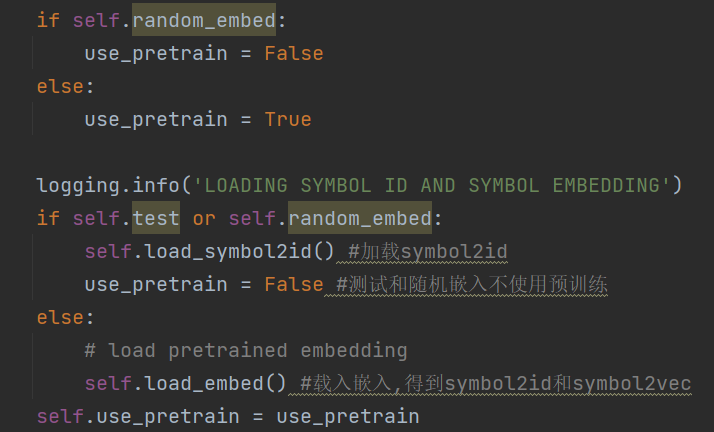 if self.random_embed:
    use_pretrain = False
else:
    use_pretrain = True

logging.info('LOADING SYMBOL ID AND SYMBOL EMBEDDING')
if self.test or self.random_embed:
    self.load_symbol2id() #加载symbol2id
    use_pretrain = False #测试和随机嵌入不使用预训练
else:
    # load pretrained embedding
    self.load_embed() #载入嵌入,得到symbol2id和symbol2vec
self.use_pretrain = use_pretrain